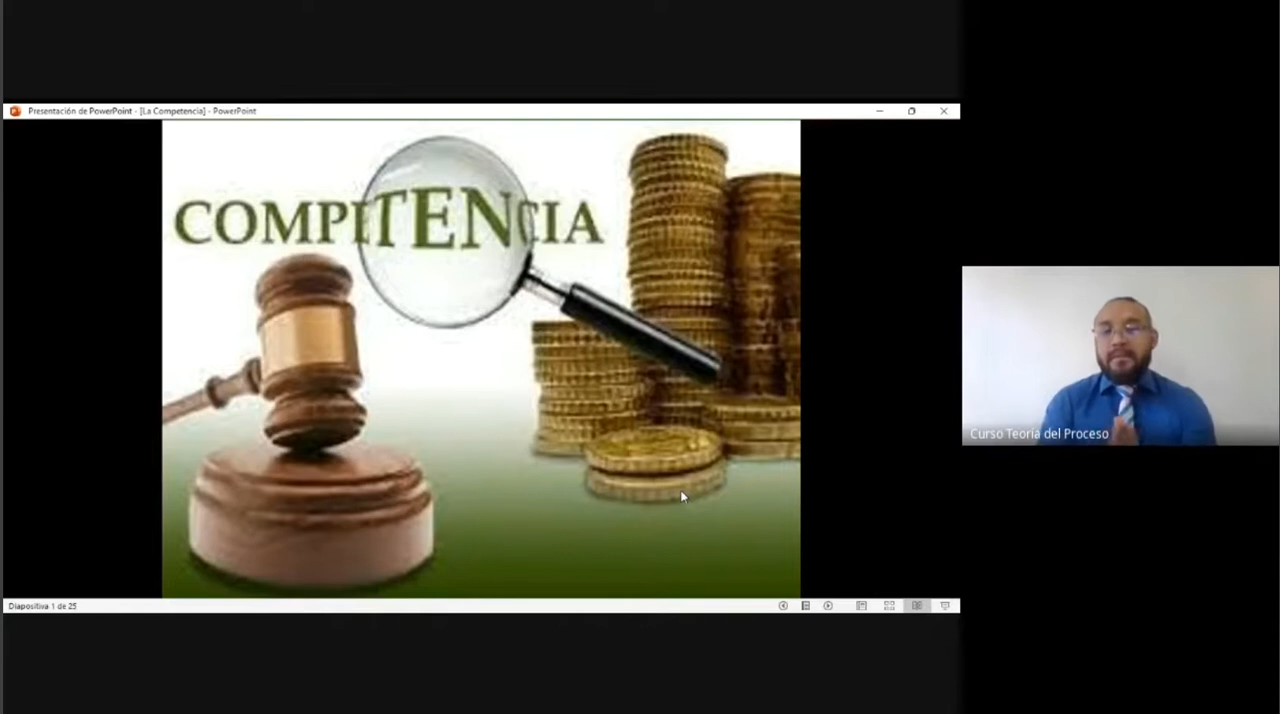 Presentación de PowerPoint - [La Competencia] - PowerPoint
COMPITENCIA
Curso Teoría del Proceso
Diapositiva 1 de 25